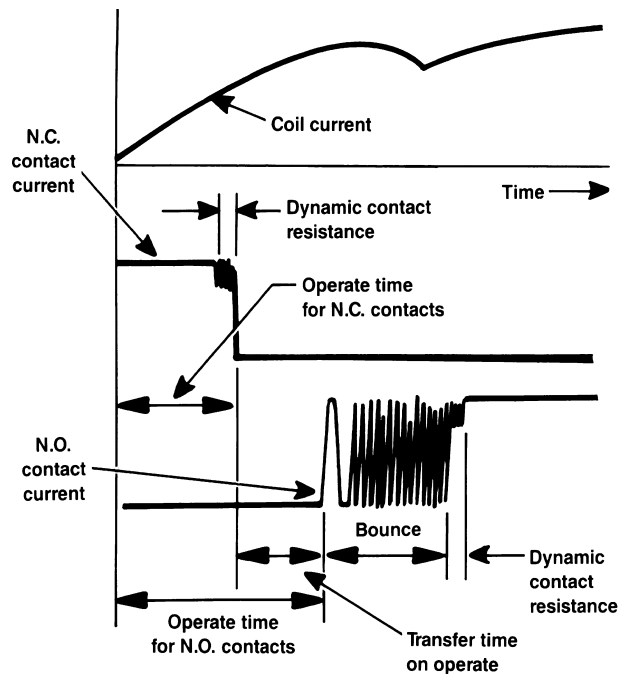 Coil current
N.C.
contact
current
Time
Dynamic contact
resistance
Operate time
for N.C. contacts
N.O.
contact
current
Bounce
Dynamic
contact
resistance
Operate time
for N.O. contacts
Transfer time
on operate